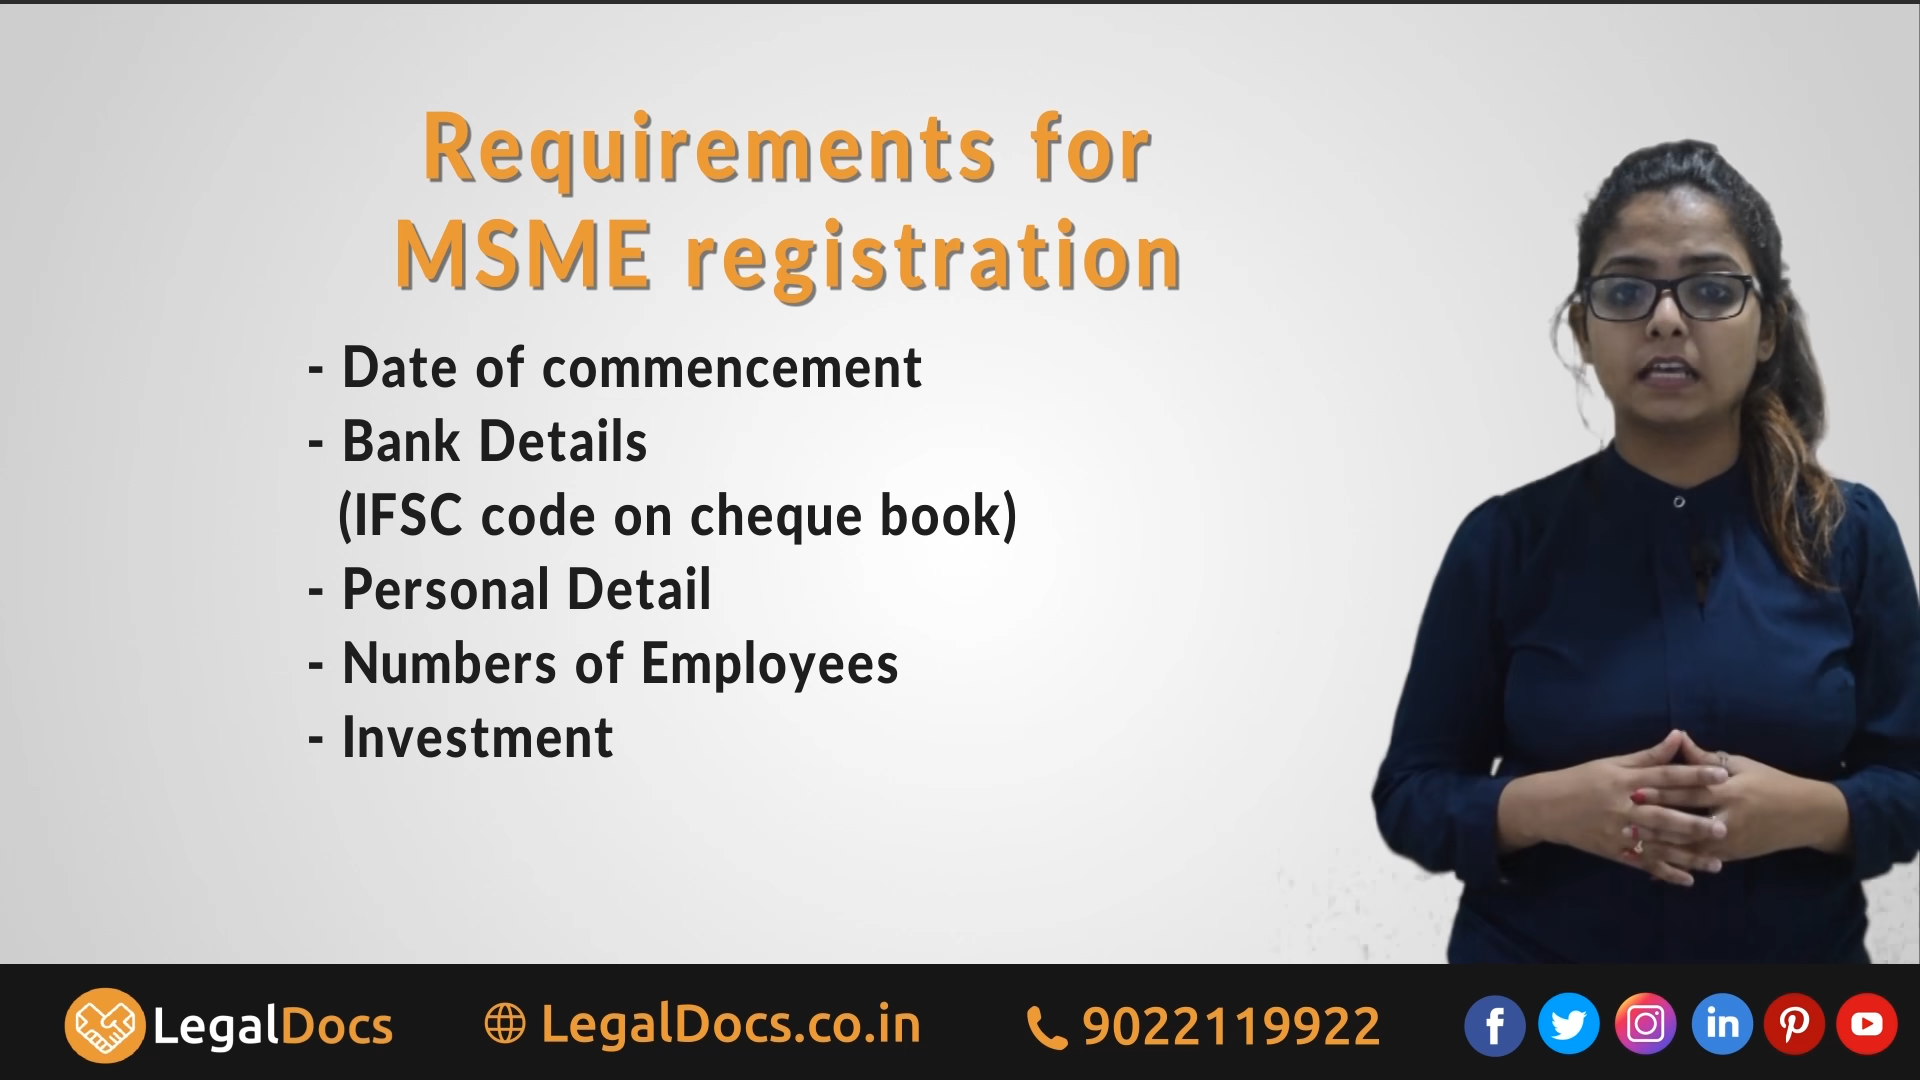 Requirements for
MSME registration
- Date of commencement
- Bank Details
(IFSC code on cheque book)
- Personal Detail
- Numbers of Employees
- Investment
LegalDocs
LegalDocs.co.in
9022119922